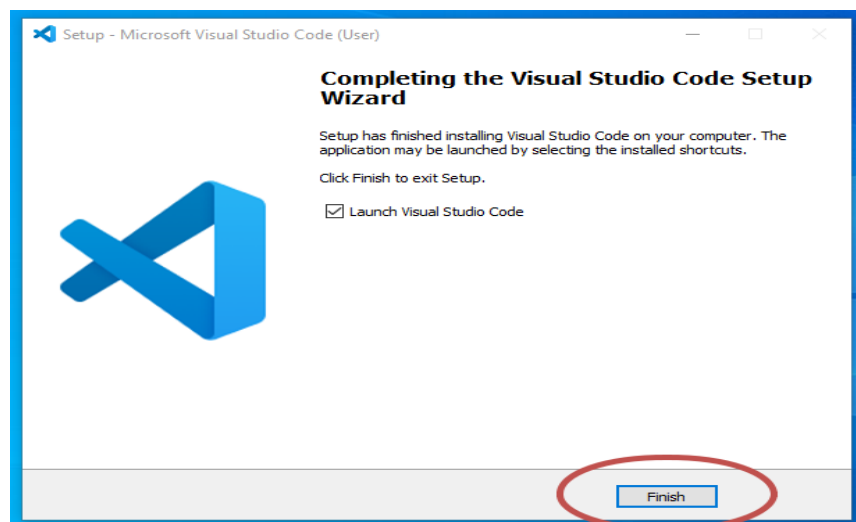 Setup - Microsoft Visual Studio Code (User)
Completing the Visual Studio Code Setup
Wizard
Setup has finished installing Visual Studio Code on your computer. The
application may be launched by selecting the installed shortcuts.
Click Finish to exit Setup.
Launch Visual Studio Code
Finish